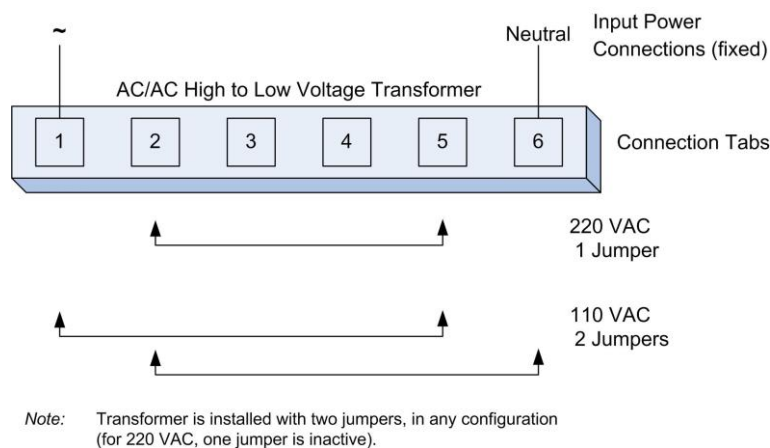 ~
Neutral
Input Power
Connections (fixed)
AC/AC High to Low Voltage Transformer
1 2 3 4 5 6
Connection Tabs
220 VAC
1 Jumper
110 VAC
2 Jumpers
Note: Transformer is installed with two jumpers, in any configuration
(for 220 VAC, one jumper is inactive).